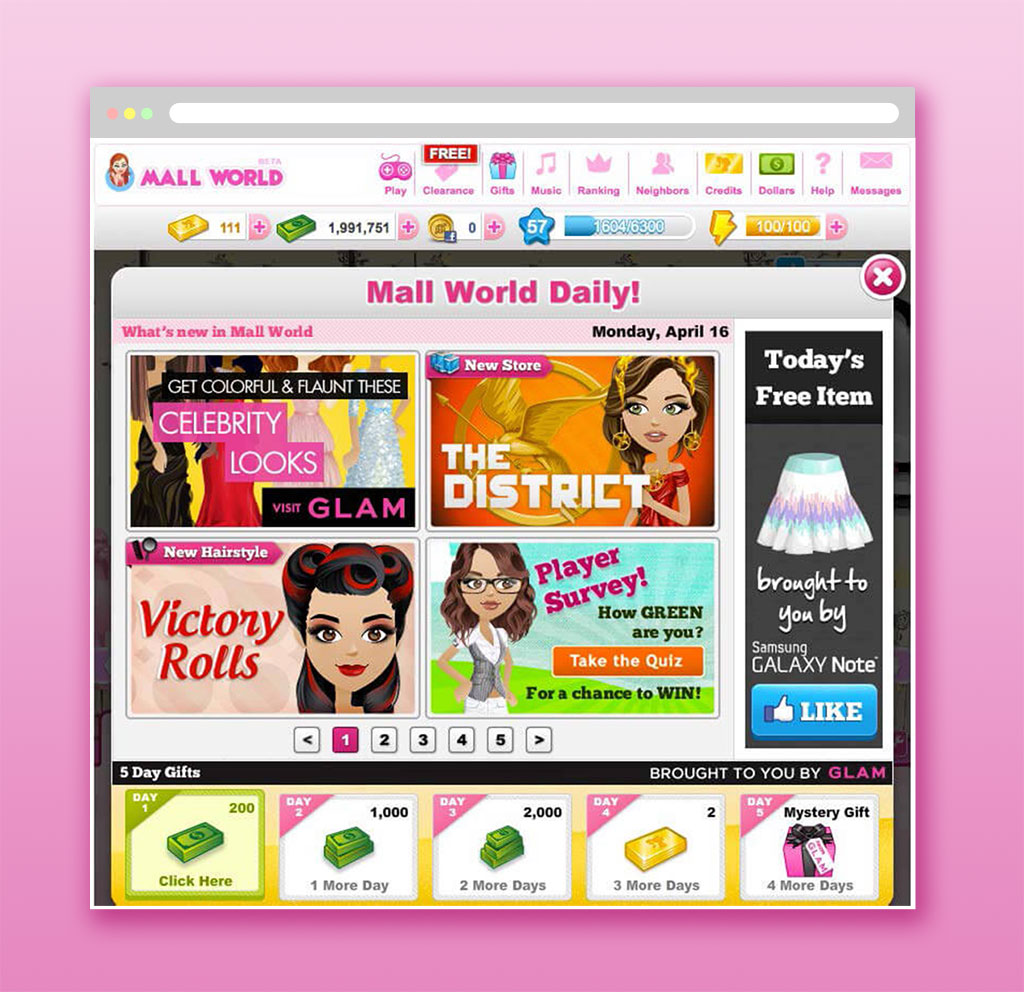 BETA
MALL WORLD
Play
FREE!
Clearance
Gifts
Music
Ranking
Neighbors
Credits
Dollars
Help
Messages
111
1,991,751
0
57
1604/6300
100/100
Mall World Daily!
What's new in Mall World
Monday, April 16
GET COLORFUL & FLAUNT THESE
CELEBRITY
LOOKS
VISIT GLAM
New Store
THE
DISTRICT
New Hairstyle
Victory
Rolls
Player
Survey!
How GREEN
are you?
Take the Quiz
For a chance to WIN!
< 1 2 3 4 5 >
Today's
Free Item
brought to
you by
Samsung
GALAXY Note™
LIKE
5 Day Gifts
BROUGHT TO YOU BY GLAM
DAY
1
200
Click Here
DAY
2
1,000
1 More Day
DAY
3
2,000
2 More Days
DAY
4
2
3 More Days
DAY
5
Mystery Gift
GLAM
4 More Days